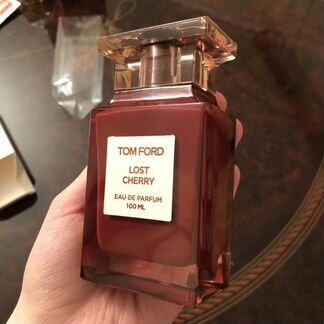 TOM FORD
LOST
CHERRY
EAU DE PARFUM
100 ML